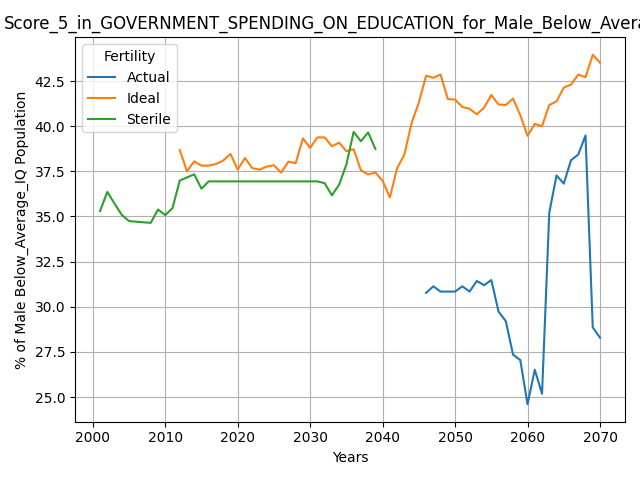 Score_5_in_GOVERNMENT_SPENDING_ON_EDUCATION_for_Male_Below_Avera
Fertility
Actual
Ideal
Sterile
% of Male Below_Average_IQ Population
42.5
40.0
37.5
35.0
32.5
30.0
27.5
25.0
2000 2010 2020 2030 2040 2050 2060 2070
Years